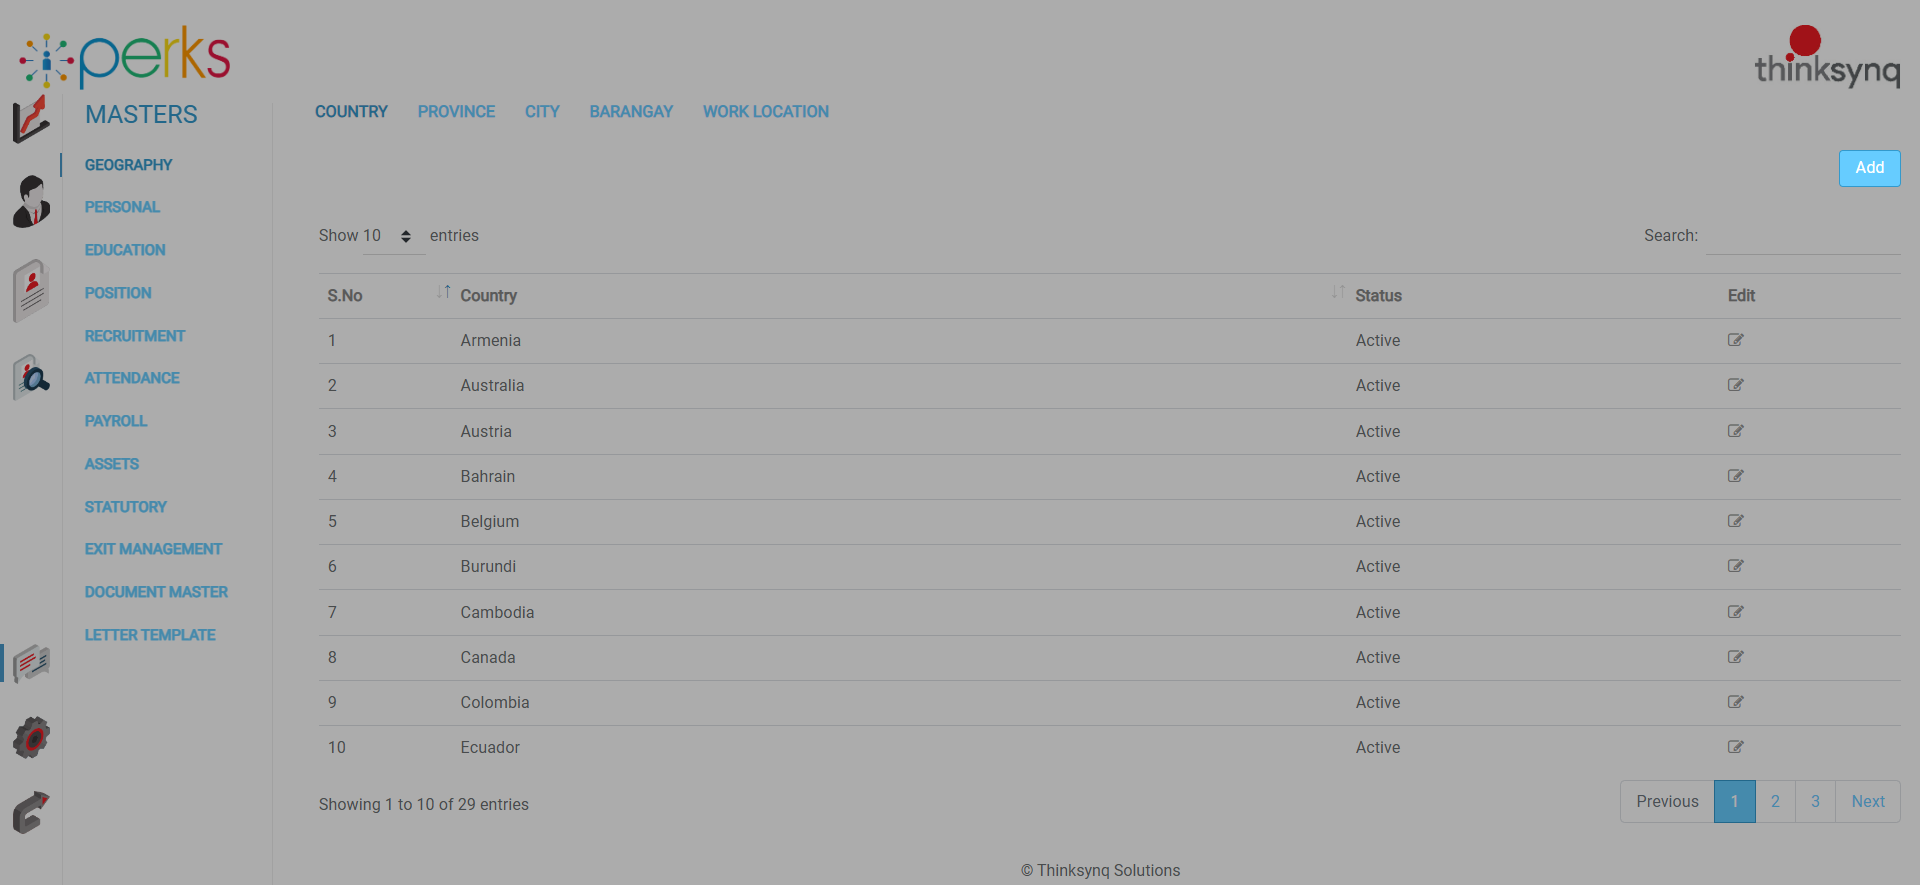 perks
thinksynq
MASTERS
COUNTRY PROVINCE CITY BARANGAY WORK LOCATION
GEOGRAPHY
PERSONAL
EDUCATION
POSITION
RECRUITMENT
ATTENDANCE
PAYROLL
ASSETS
STATUTORY
EXIT MANAGEMENT
DOCUMENT MASTER
LETTER TEMPLATE
Add
Show 10 entries
Search:
S.No Country Status Edit
1 Armenia Active
2 Australia Active
3 Austria Active
4 Bahrain Active
5 Belgium Active
6 Burundi Active
7 Cambodia Active
8 Canada Active
9 Colombia Active
10 Ecuador Active
Showing 1 to 10 of 29 entries
Previous 1 2 3 Next
© Thinksynq Solutions